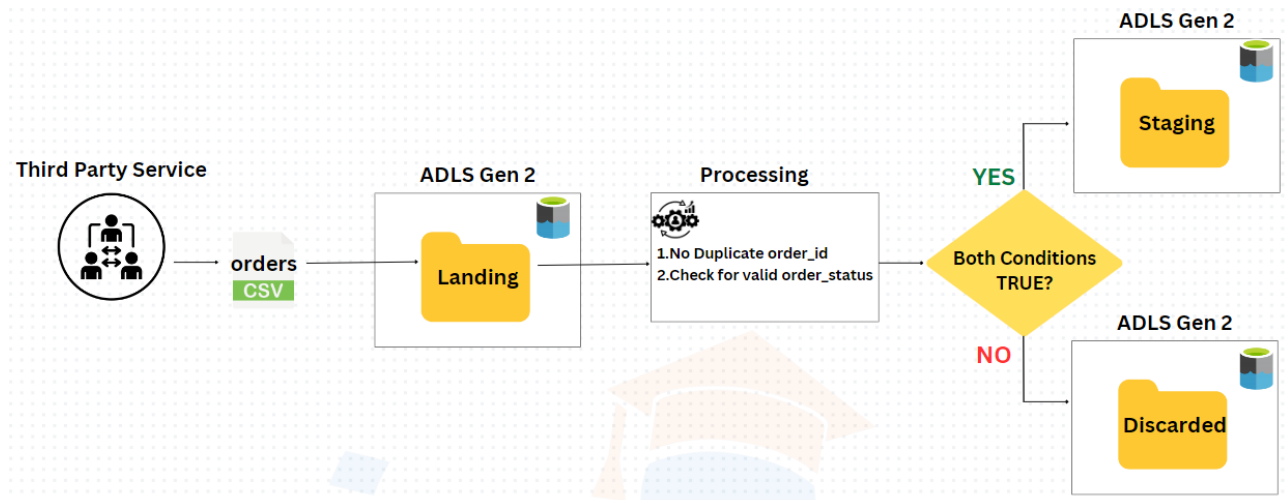 Third Party Service
orders
CSV
ADLS Gen 2
Landing
Processing
1.No Duplicate order_id
2.Check for valid order_status
Both Conditions
TRUE?
YES
ADLS Gen 2
Staging
NO
ADLS Gen 2
Discarded